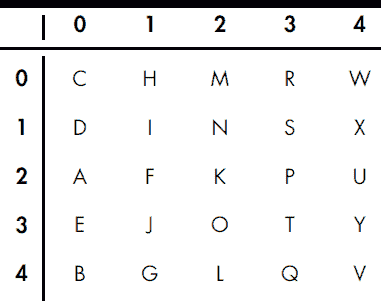 0 1 2 3 4
0 C H M R W
1 D I N S X
2 A F K P U
3 E J O T Y
4 B G L Q V